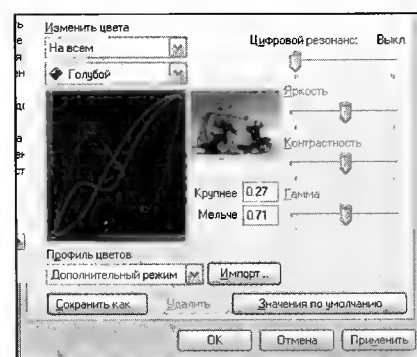 Изменить цвета
На всем
Голубой
Цифровой резонанс: Выкл
Яркость
Контрастность
Гамма
Крупнее 0.27
Мельче 0.71
Профиль цветов
Дополнительный режим Импорт...
Сохранить как Удалить Значения по умолчанию
OK Отмена Применить